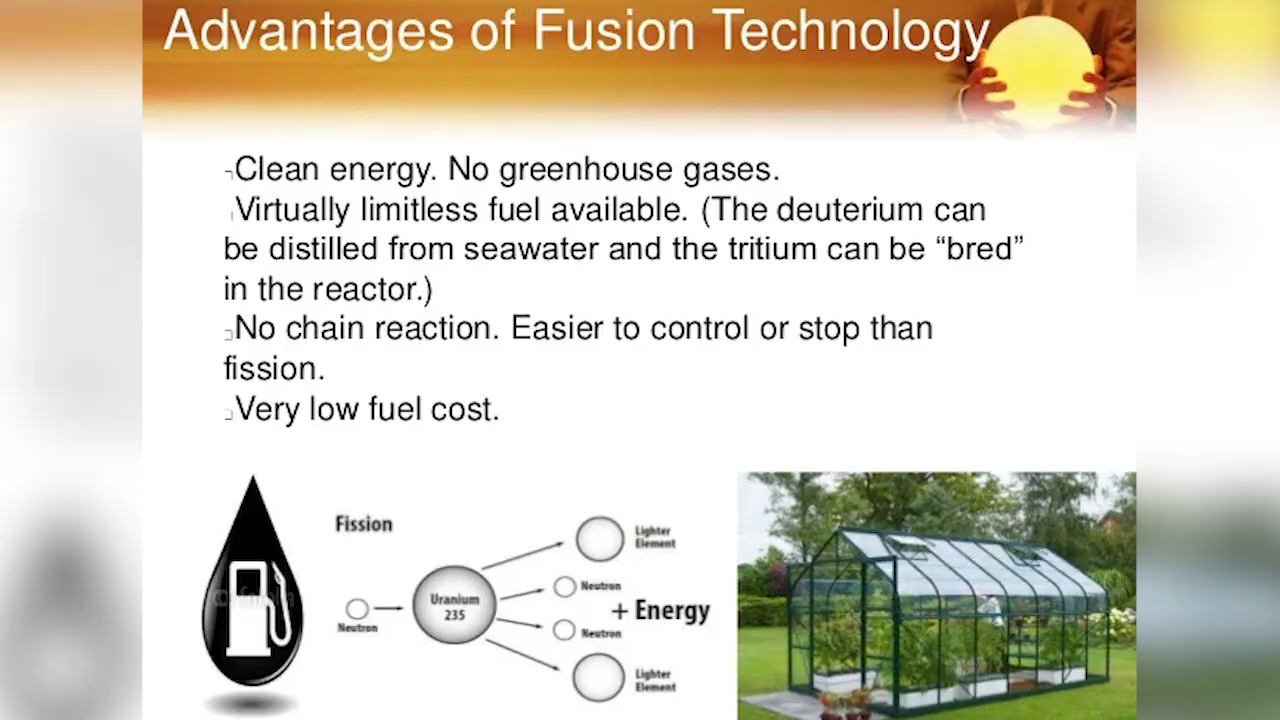 Advantages of Fusion Technology
Clean energy. No greenhouse gases.
Virtually limitless fuel available. (The deuterium can
be distilled from seawater and the tritium can be “bred”
in the reactor.)
No chain reaction. Easier to control or stop than
fission.
Very low fuel cost.
Fission
Neutron
Uranium
235
Lighter
Element
Neutron
+ Energy
Neutron
Lighter
Element